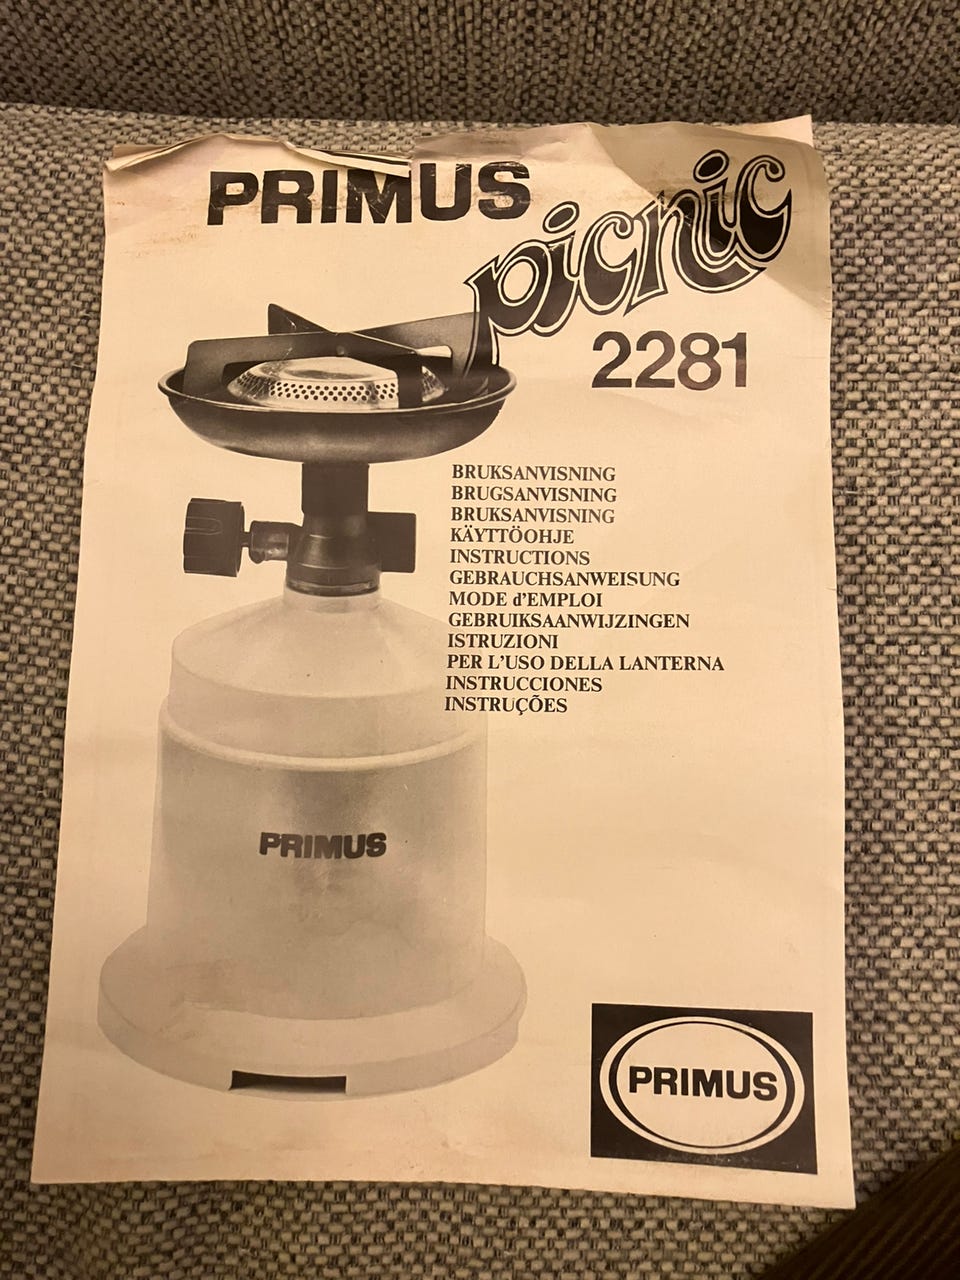 PRIMUS
picnic
2281
BRUKSANVISNING
BRUGSANVISNING
BRUKSANVISNING
KÄYTTÖOHJE
INSTRUCTIONS
GEBRAUCHSANWEISUNG
MODE d'EMPLOI
GEBRUIKSAANWIJZINGEN
ISTRUZIONI
PER L'USO DELLA LANTERNA
INSTRUCCIONES
INSTRUÇÕES
PRIMUS
PRIMUS